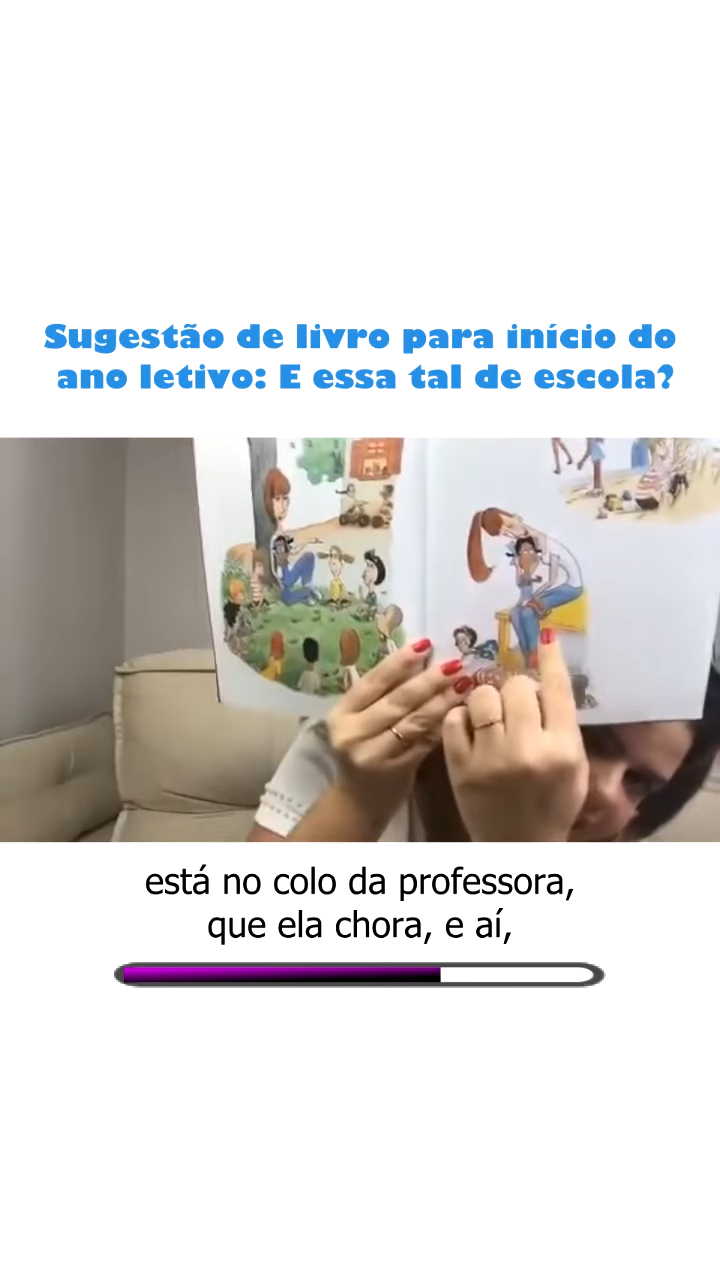 Sugestão de livro para início do
ano letivo: E essa tal de escola?
está no colo da professora,
que ela chora, e aí,